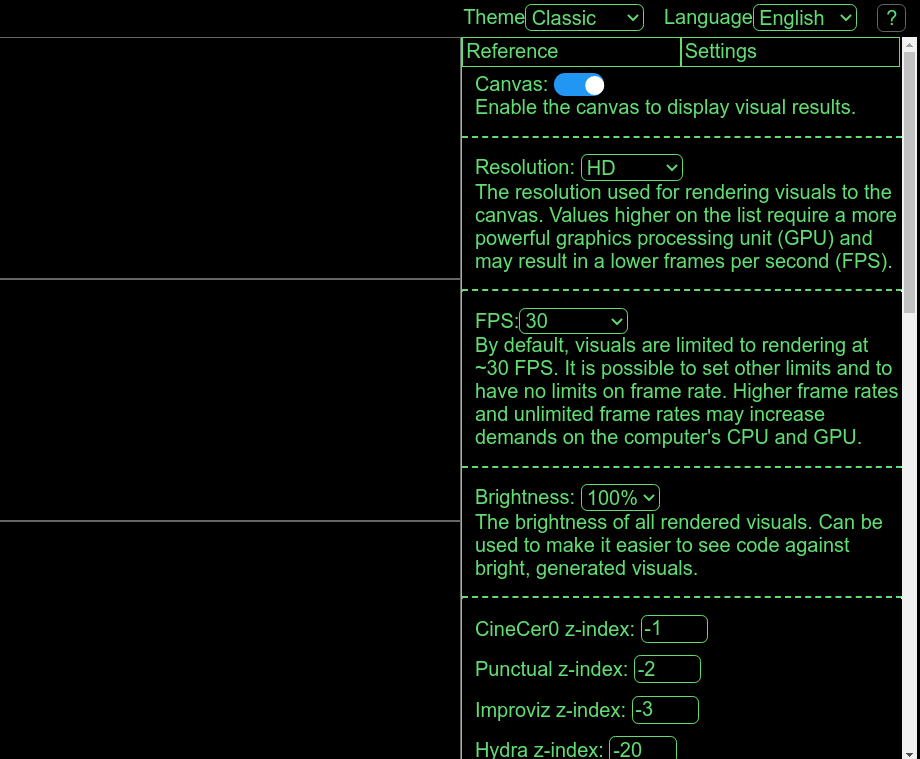 Theme Classic Language English ?
Reference Settings
Canvas:
Enable the canvas to display visual results.
Resolution: HD
The resolution used for rendering visuals to the
canvas. Values higher on the list require a more
powerful graphics processing unit (GPU) and
may result in a lower frames per second (FPS).
FPS: 30
By default, visuals are limited to rendering at
~30 FPS. It is possible to set other limits and to
have no limits on frame rate. Higher frame rates
and unlimited frame rates may increase
demands on the computer's CPU and GPU.
Brightness: 100%
The brightness of all rendered visuals. Can be
used to make it easier to see code against
bright, generated visuals.
CineCer0 z-index: -1
Punctual z-index: -2
Improviz z-index: -3
Hydra z-index: -20